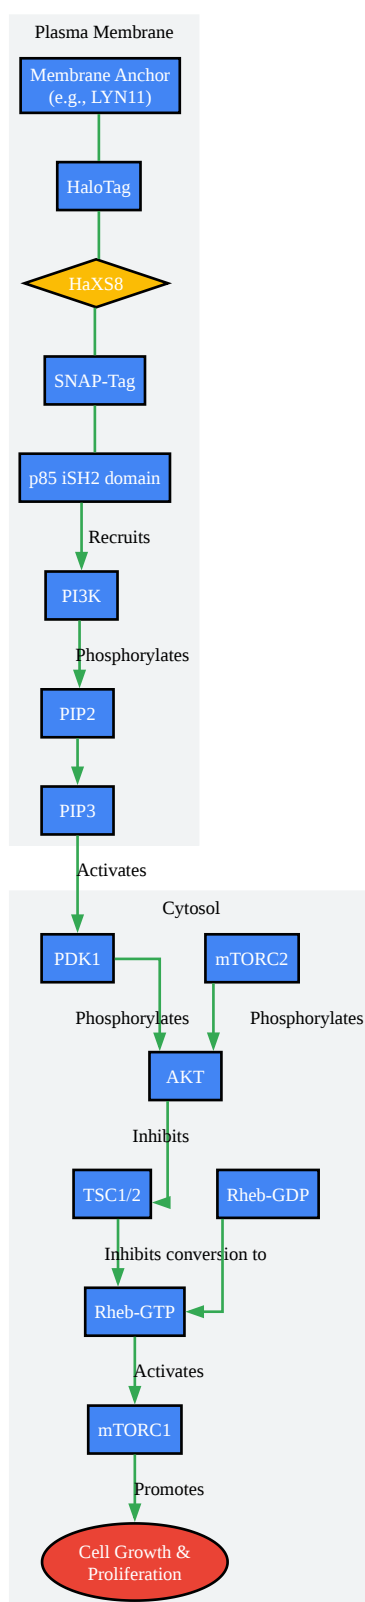 Plasma Membrane
Membrane Anchor
(e.g., LYN11)
HaloTag
HaXS8
SNAP-Tag
p85 iSH2 domain
Recruits
PI3K
Phosphorylates
PIP2
PIP3
Activates
Cytosol
PDK1
mTORC2
Phosphorylates
Phosphorylates
AKT
Inhibits
TSC1/2
Rheb-GDP
Inhibits conversion to
Rheb-GTP
Activates
mTORC1
Promotes
Cell Growth &
Proliferation